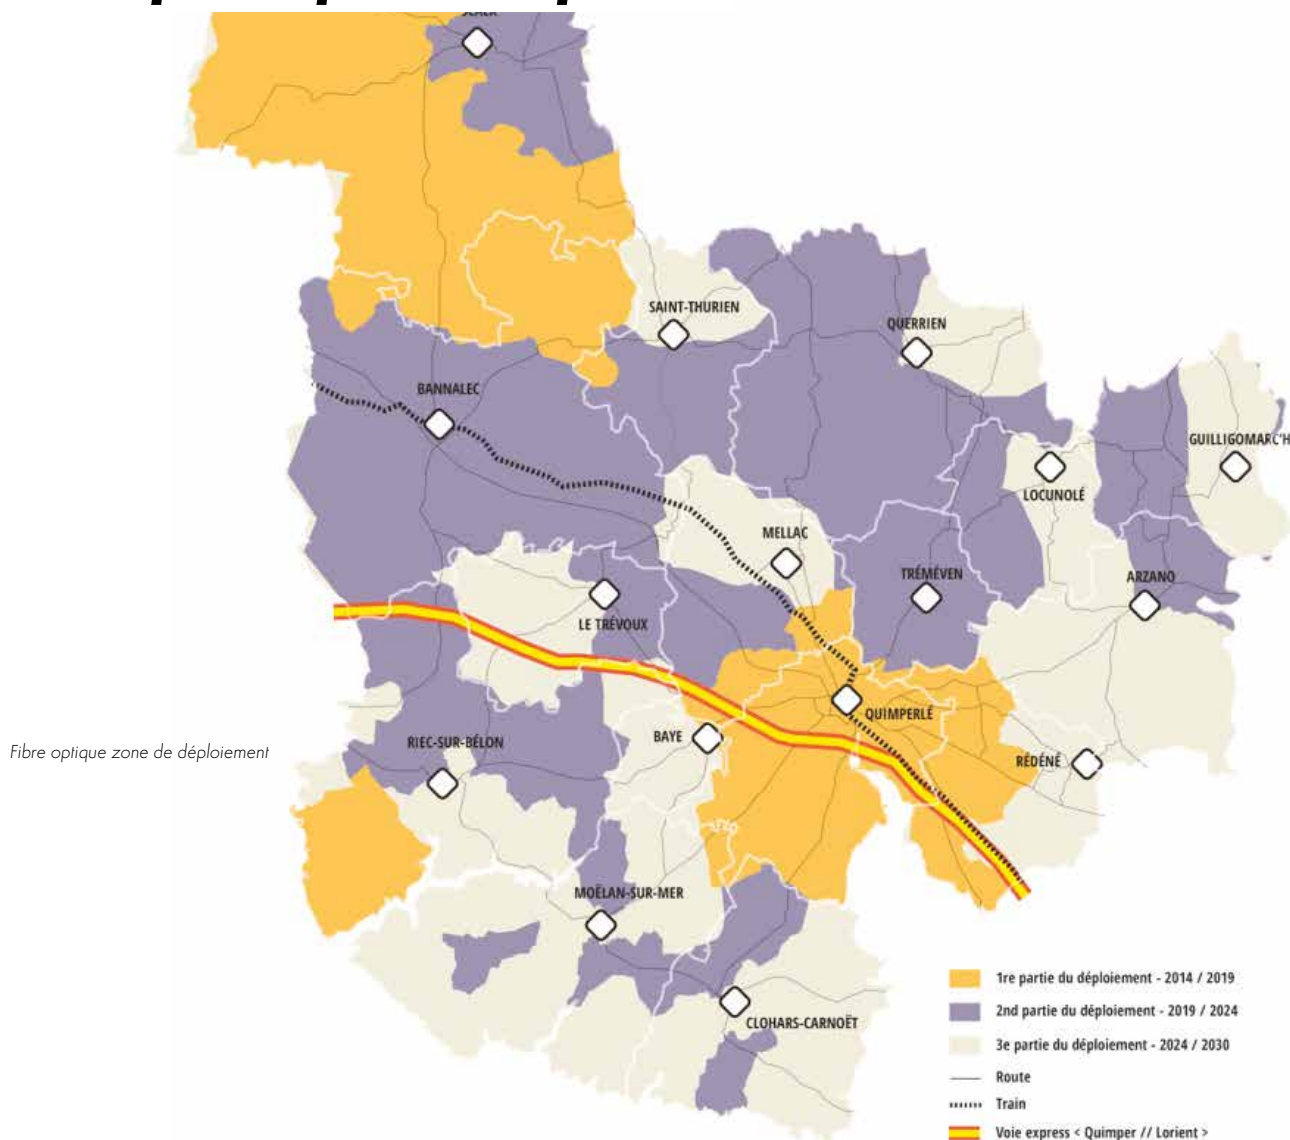 SAINT-THURIEN
QUERRIEN
BANNALEC
GUILLIGOMARC'H
LOCUNOLÉ
MELLAC
TRÉMÉVEN
ARZANO
LE TRÉVOUX
QUIMPERLÉ
BAYE
RIEC-SUR-BÉLON
Fibre optique zone de déploiement
RÉDÉNÉ
MOËLAN-SUR-MER
CLOHARS-CARNOËT
1re partie du déploiement - 2014 / 2019
2nd partie du déploiement - 2019 / 2024
3e partie du déploiement - 2024 / 2030
Route
Train
Voie express < Quimper // Lorient >